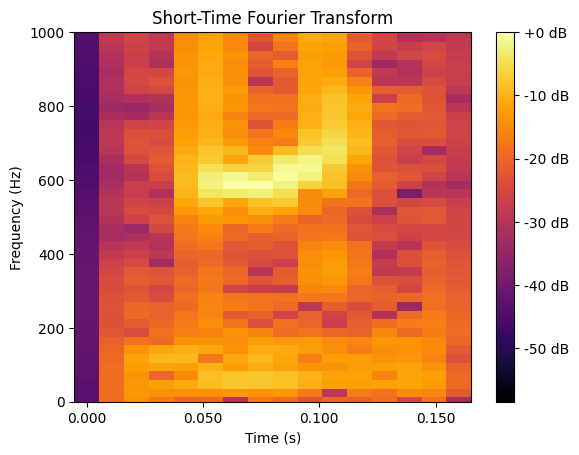 Short-Time Fourier Transform
1000
800
600
400
200
0
Frequency (Hz)
0.000
0.050
0.100
0.150
Time (s)
+0 dB
-10 dB
-20 dB
-30 dB
-40 dB
-50 dB